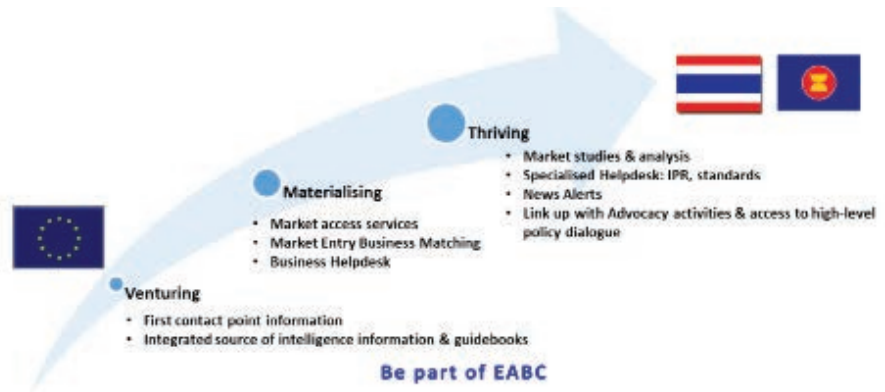 Thriving
• Market studies & analysis
• Specialised Helpdesk: IPR, standards
• News Alerts
• Link up with Advocacy activities & access to high-level
policy dialogue
Materialising
• Market access services
• Market Entry Business Matching
• Business Helpdesk
Venturing
• First contact point information
• Integrated source of intelligence information & guidebooks
Be part of EABC